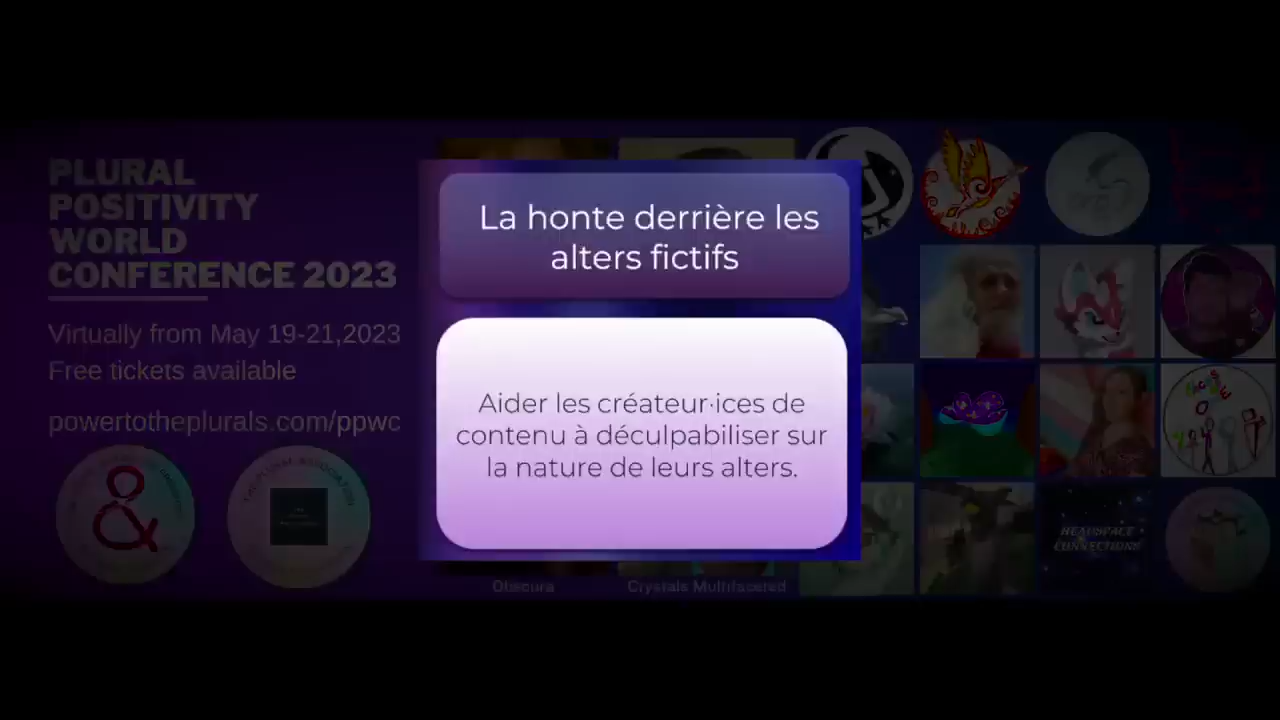 PLURAL
POSITIVITY
WORLD
CONFERENCE 2023
Virtually from May 19-21,2023
Free tickets available
powertotheplurals.com/ppwc
&
La honte derrière les
alters fictifs
Aider les créateur·ices de
contenu à déculpabiliser sur
la nature de leurs alters.
Obscura
Crystals Multifacered
HEADSPACE
CONNECTIONS